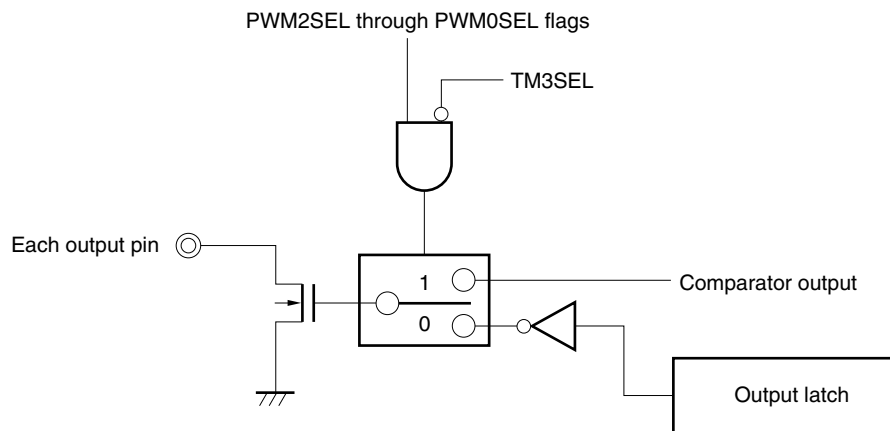 PWM2SEL through PWM0SEL flags
TM3SEL
Each output pin
1
Comparator output
0
Output latch